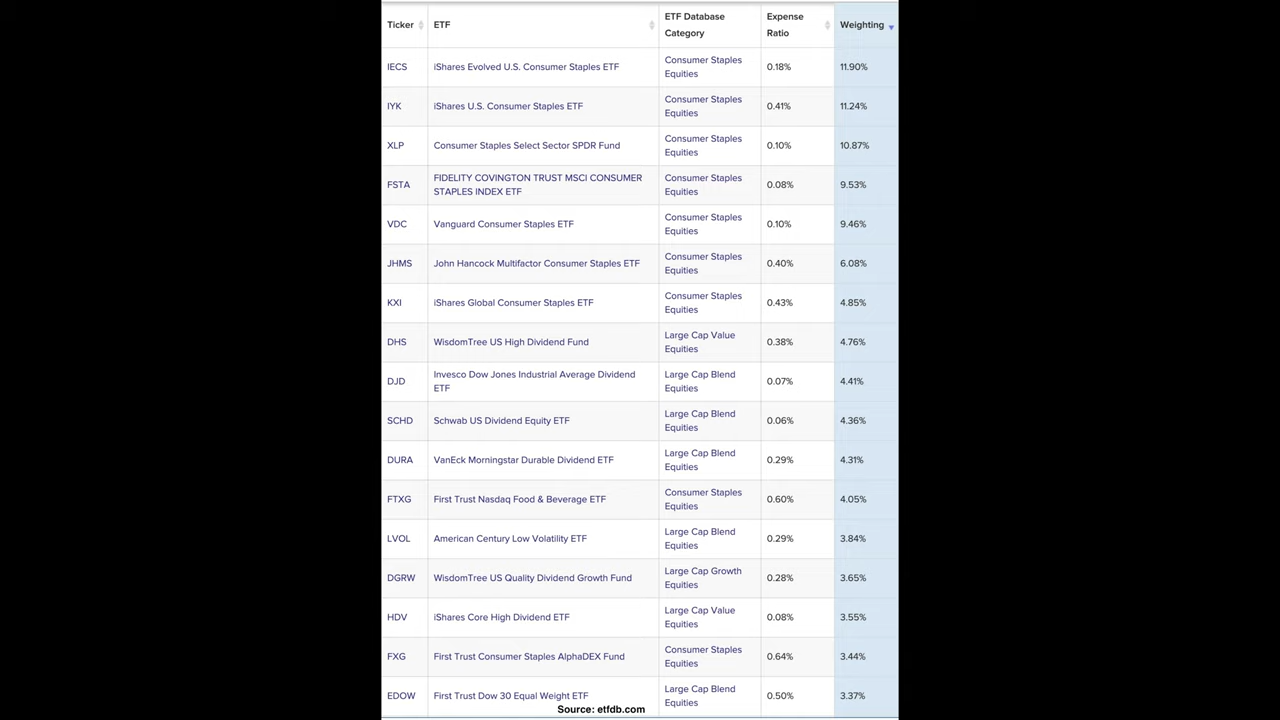 Ticker ETF ETF Database Category Expense Ratio Weighting
IECS iShares Evolved U.S. Consumer Staples ETF Consumer Staples Equities 0.18% 11.90%
IYK iShares U.S. Consumer Staples ETF Consumer Staples Equities 0.41% 11.24%
XLP Consumer Staples Select Sector SPDR Fund Consumer Staples Equities 0.10% 10.87%
FSTA FIDELITY COVINGTON TRUST MSCI CONSUMER STAPLES INDEX ETF Consumer Staples Equities 0.08% 9.53%
VDC Vanguard Consumer Staples ETF Consumer Staples Equities 0.10% 9.46%
JHMS John Hancock Multifactor Consumer Staples ETF Consumer Staples Equities 0.40% 6.08%
KXI iShares Global Consumer Staples ETF Consumer Staples Equities 0.43% 4.85%
DHS WisdomTree US High Dividend Fund Large Cap Value Equities 0.38% 4.76%
DJD Invesco Dow Jones Industrial Average Dividend ETF Large Cap Blend Equities 0.07% 4.41%
SCHD Schwab US Dividend Equity ETF Large Cap Blend Equities 0.06% 4.36%
DURA VanEck Morningstar Durable Dividend ETF Large Cap Blend Equities 0.29% 4.31%
FTXG First Trust Nasdaq Food & Beverage ETF Consumer Staples Equities 0.60% 4.05%
LVOL American Century Low Volatility ETF Large Cap Blend Equities 0.29% 3.84%
DGRW WisdomTree US Quality Dividend Growth Fund Large Cap Growth Equities 0.28% 3.65%
HDV iShares Core High Dividend ETF Large Cap Value Equities 0.08% 3.55%
FXG First Trust Consumer Staples AlphaDEX Fund Consumer Staples Equities 0.64% 3.44%
EDOW First Trust Dow 30 Equal Weight ETF Large Cap Blend Equities 0.50% 3.37%
Source: etfdb.com